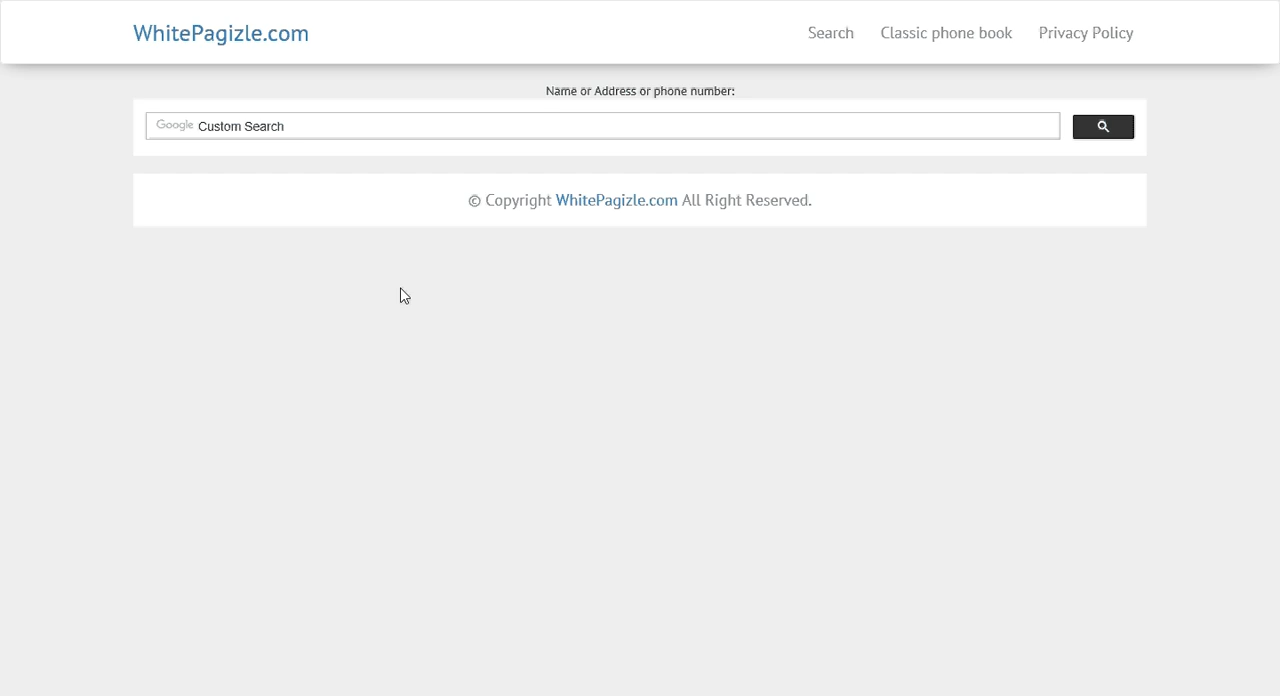 WhitePagizle.com Search Classic phone book Privacy Policy
Name or Address or phone number:
Google Custom Search
© Copyright WhitePagizle.com All Right Reserved.